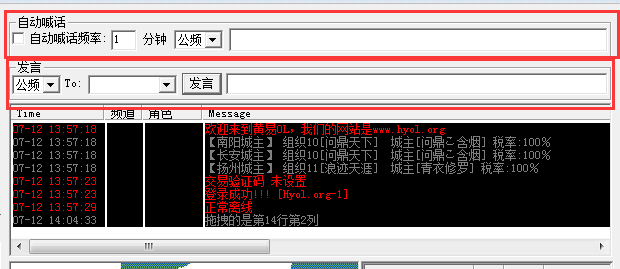 自动喊话
自动喊话频率: 1 分钟 公频
发言
公频 To: 发言
Time 频道 角色 Message
07-12 13:57:18 欢迎来到黄易OL，我们的网站是www.hyol.org
07-12 13:57:18 【南阳城主】 组织10[问鼎天下] 城主[问鼎こ含烟] 税率:100%
07-12 13:57:18 【长安城主】 组织10[问鼎天下] 城主[问鼎こ含烟] 税率:100%
07-12 13:57:18 【扬州城主】 组织11[浪迹天涯] 城主[青衣修罗] 税率:100%
07-12 13:57:23 交易验证码 未设置
07-12 13:57:23 登录成功!!! [Hyol.org-1]
07-12 13:57:29 正常离线
07-12 14:04:33 拖拽的是第14行第2列